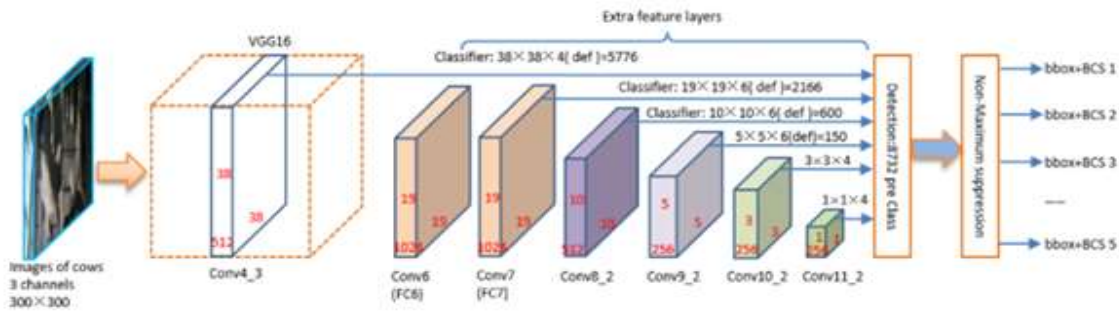 Extra feature layers
VGG16
Classifier: 38×38×4( def )=5776
Classifier: 19×19×6( def )=2166
Classifier: 10×10×6( def )=600
5×5×6(def)=150
3×3×4
1×1×4
38
38
512
19
19
19
19
10
10
512
5
5
256
3
3
256
1
1
Images of cows
3 channels
300×300
Conv4_3
Conv6
(FC6)
Conv7
(FC7)
Conv8_2
Conv9_2
Conv10_2
Conv11_2
Detection:8732 pre Class
Non-Maximum suppression
bbox+BCS 1
bbox+BCS 2
bbox+BCS 3
bbox+BCS 5